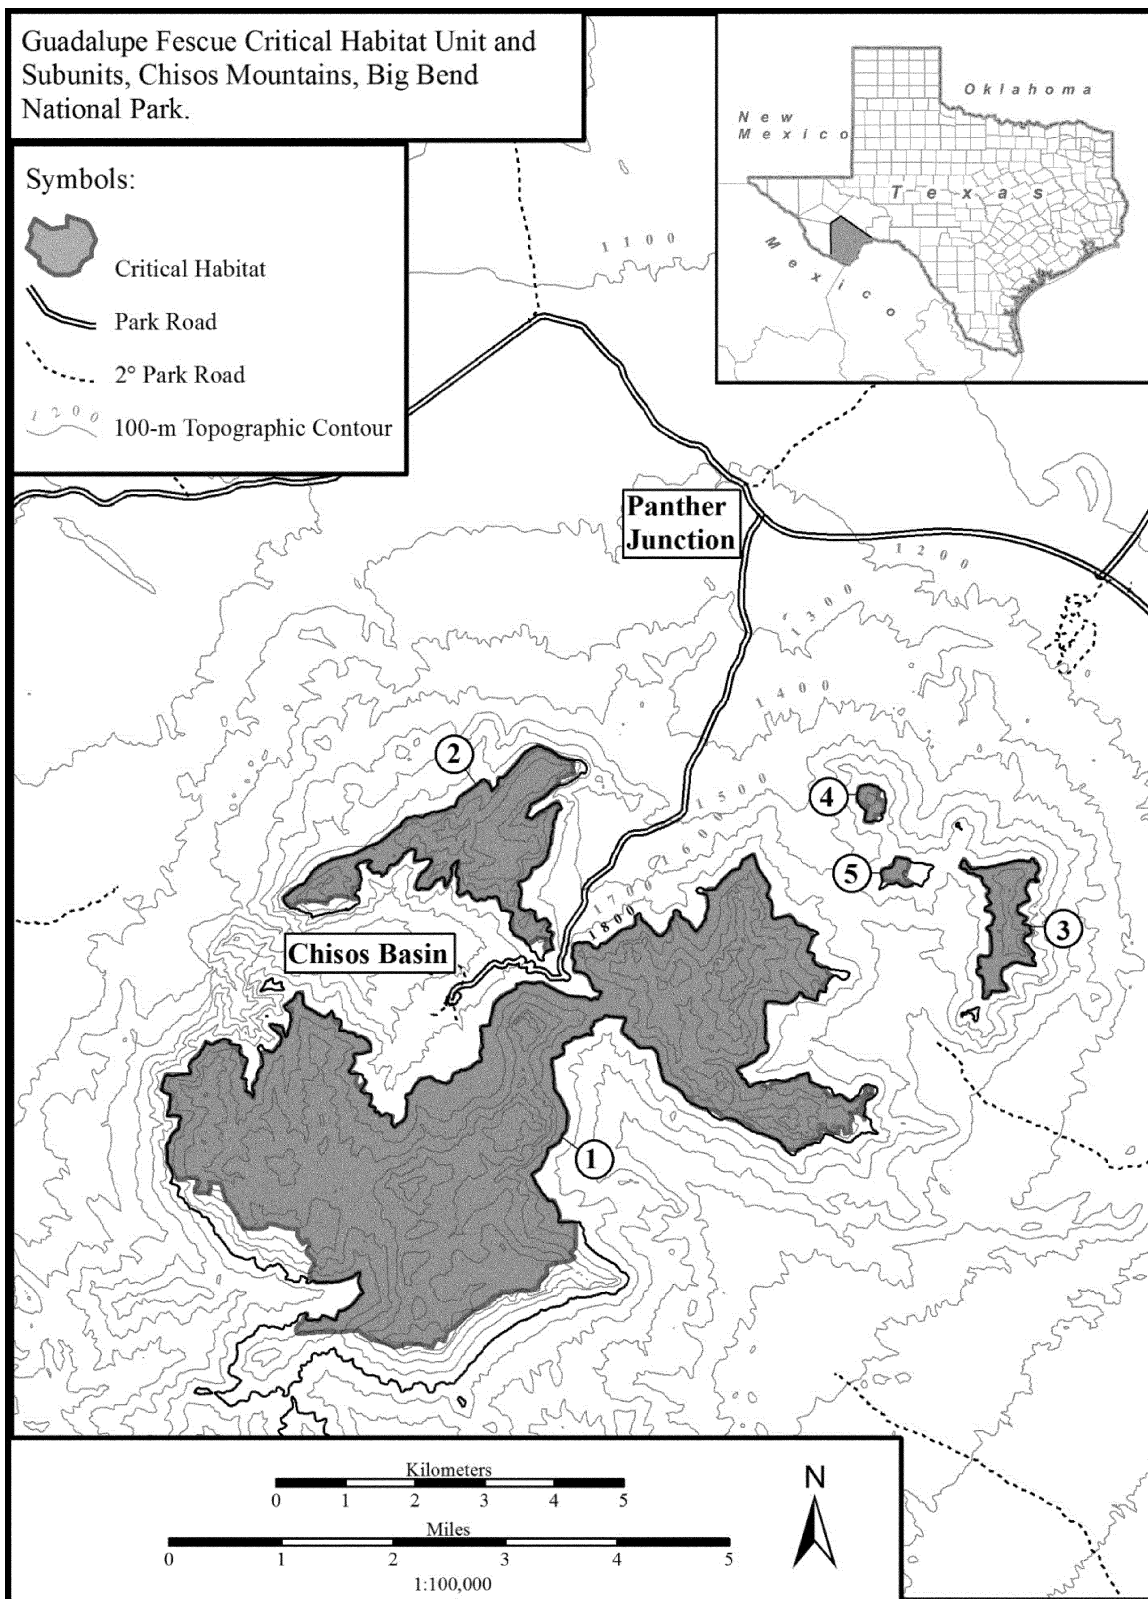 Guadalupe Fescue Critical Habitat Unit and
Subunits, Chisos Mountains, Big Bend
National Park.
Symbols:
Critical Habitat
Park Road
2° Park Road
1200
100-m Topographic Contour
Oklahoma
New
Mexico
Texas
Mexico
1100
Panther
Junction
1200
1300
1400
2
4
1500
1600
5
1700
1800
3
Chisos Basin
1
Kilometers
0 1 2 3 4 5
Miles
0 1 2 3 4 5
1:100,000
N